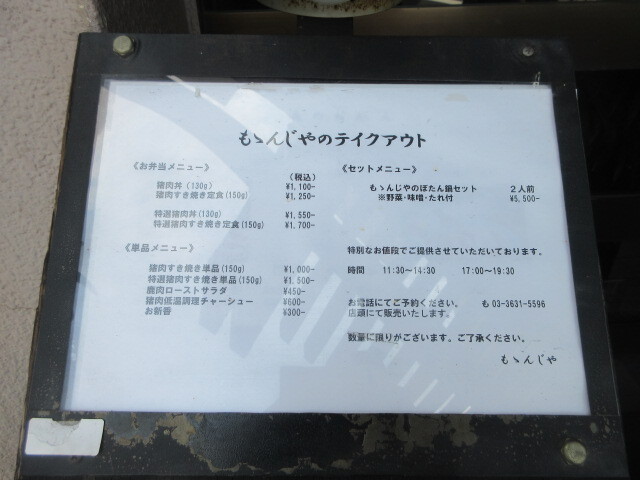 もゝんじやのテイクアウト
《お弁当メニュー》
（税込）
猪肉丼（130g） ¥1,100-
猪肉すき焼き定食(150g) ¥1,250-
特選猪肉丼(130g) ¥1,550-
特選猪肉すき焼き定食(150g) ¥1,700-
《単品メニュー》
猪肉すき焼き単品(150g) ¥1,000-
特選猪肉すき焼き単品(150g) ¥1,500-
鹿肉ローストサラダ ¥450-
猪肉低温調理チャーシュー ¥600-
お新香 ¥300-
《セットメニュー》
もゝんじやのぼたん鍋セット 2人前
※野菜・味噌・たれ付 ¥5,500-
特別なお値段でご提供させていただいております。
時間 11:30～14:30 17:00～19:30
お電話にてご予約ください。 ℡ 03-3631-5596
店頭にて販売いたします。
数量に限りがございます。ご了承ください。
もゝんじや